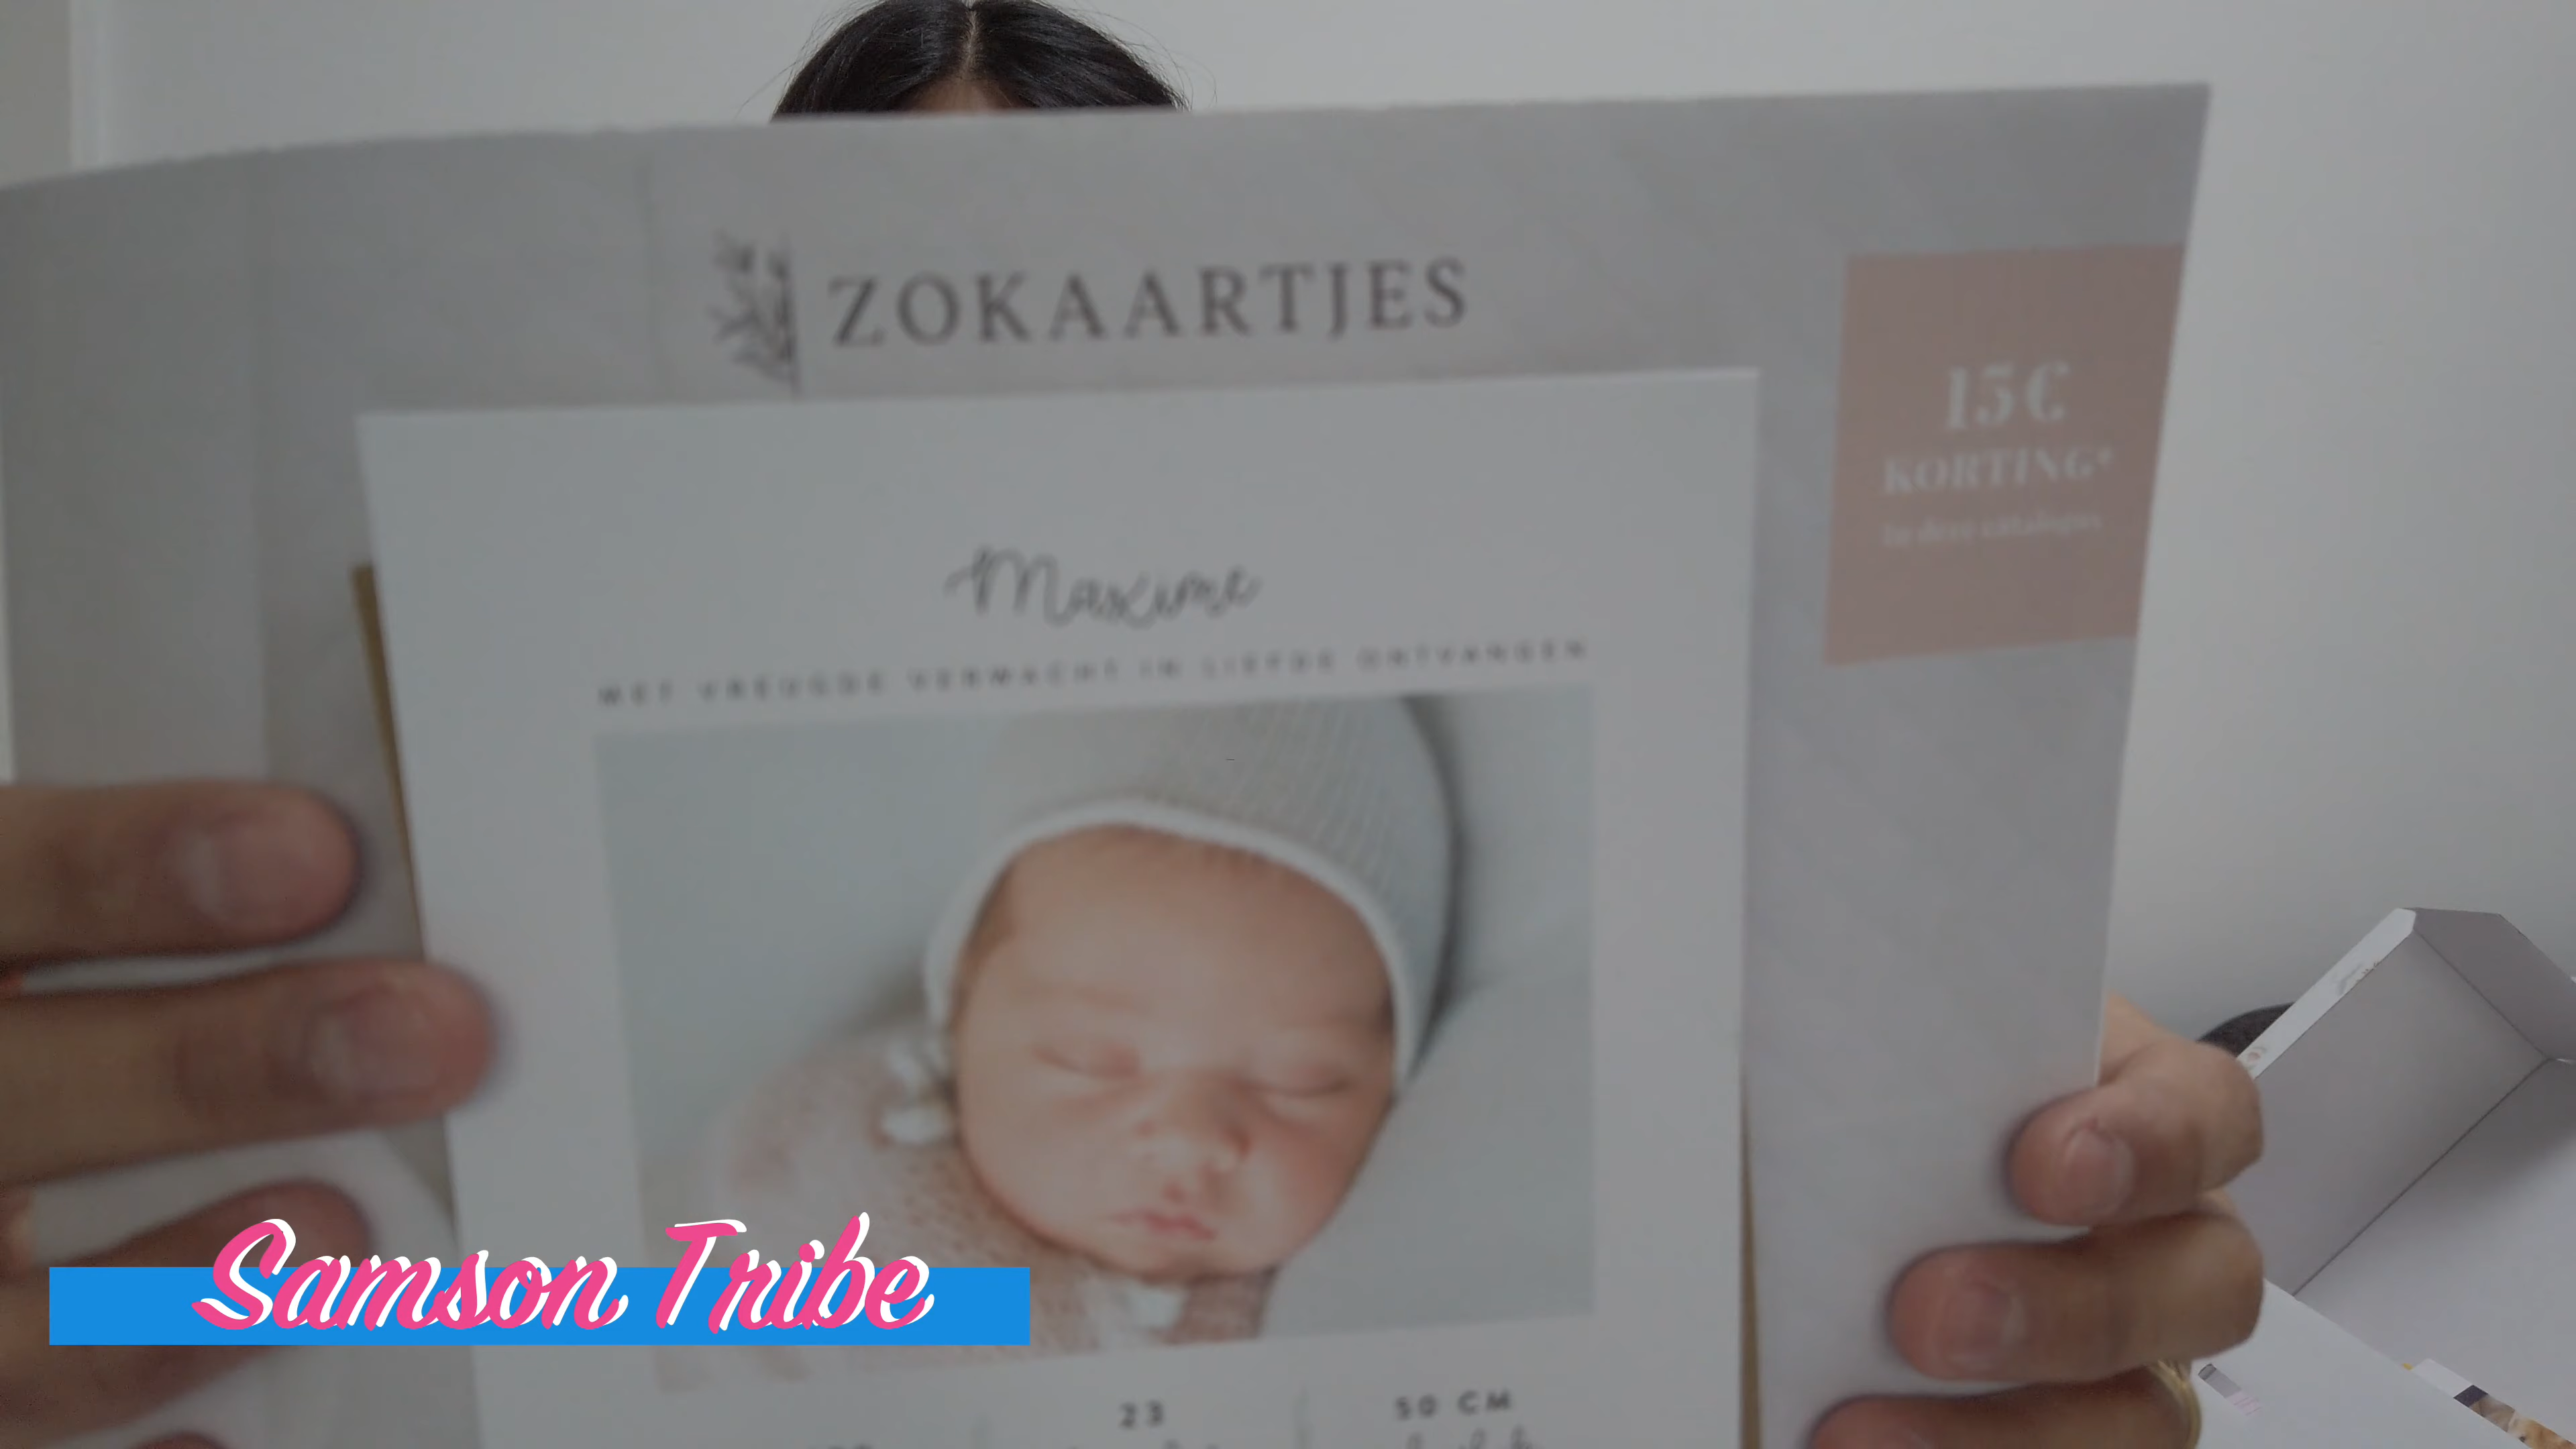 ZOKAARTJES
15€
KORTING*
Maxime
MET VREUGDE VERWACHT IN LIEFDE ONTVANGEN
23
50 CM
Samson Tribe